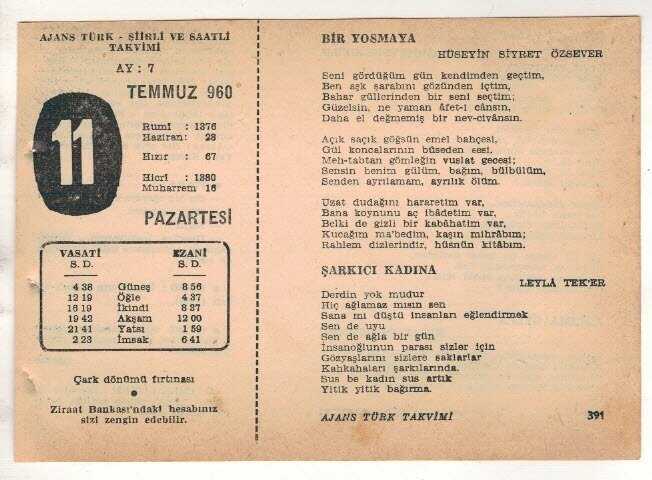 AJANS TÜRK - ŞİİRLİ VE SAATLİ
TAKVİMİ
AY : 7
TEMMUZ 960
11
Rumî : 1376
Haziran: 28
Hızır : 67
Hicrî : 1380
Muharrem 16
PAZARTESİ
VASATİ EZANİ
S. D. S. D.
4 38 Güneş 8 56
12 19 Öğle 4 37
16 19 İkindi 8 37
19 42 Akşam 12 00
21 41 Yatsı 1 59
2 23 İmsak 6 41
Çark dönümü fırtınası
Ziraat Bankası'ndaki hesabınız
sizi zengin edebilir.
BİR YOSMAYA
HÜSEYİN SİYRET ÖZSEVER
Seni gördüğüm gün kendimden geçtim,
Ben aşk şarabını gözünden içtim,
Bahar güllerinden bir seni seçtim;
Güzelsin, ne yaman âfet-i cânsın,
Daha el değmemiş bir nev-civânsın.
Açık saçık göğsün emel bahçesi,
Gül koncalarının bûseden sesi,
Meh-tabtan gömleğin vuslat gecesi;
Sensin benim gülüm, bağım, bülbülüm,
Senden ayrılamam, ayrılık ölüm.
Uzat dudağını hararetim var,
Bana koynunu aç ibâdetim var,
Belki de gizli bir kabâhatim var,
Kucağım ma'bedim, kaşın mihrâbım;
Rahlem dizlerindir, hüsnün kitâbım.
ŞARKICI KADINA
LEYLÂ TEK'ER
Derdin yok mudur
Hiç ağlamaz mısın sen
Sana mı düştü insanları eğlendirmek
Sen de uyu
Sen de ağla bir gün
İnsanoğlunun parası sizler için
Gözyaşlarını sizlere saklarlar
Kahkahaları şarkılarında.
Sus be kadın sus artık
Yitik yitik bağırma.
AJANS TÜRK TAKVİMİ 391